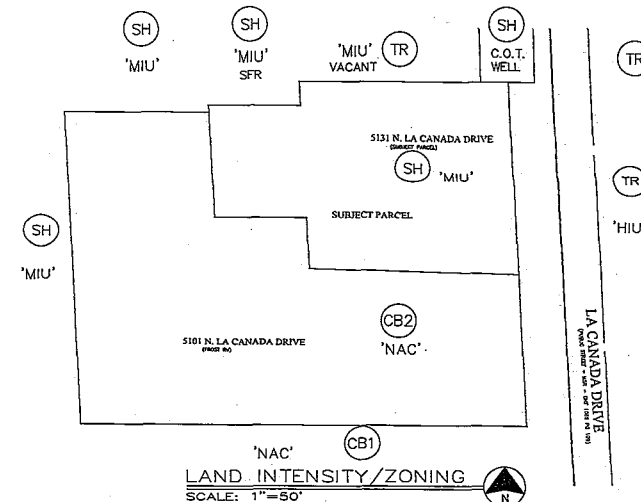 SH
'MIU'
SH
'MIU'
SFR
'MIU'
VACANT
TR
SH
C.O.T.
WELL
TR
5131 N. LA CANADA DRIVE
(SUBJECT PARCEL)
SH
'MIU'
SUBJECT PARCEL
TR
'HIU'
SH
'MIU'
CB2
'NAC'
5101 N. LA CANADA DRIVE
LA CANADA DRIVE
'NAC'
CB1
LAND INTENSITY/ZONING
SCALE: 1"=50'
N